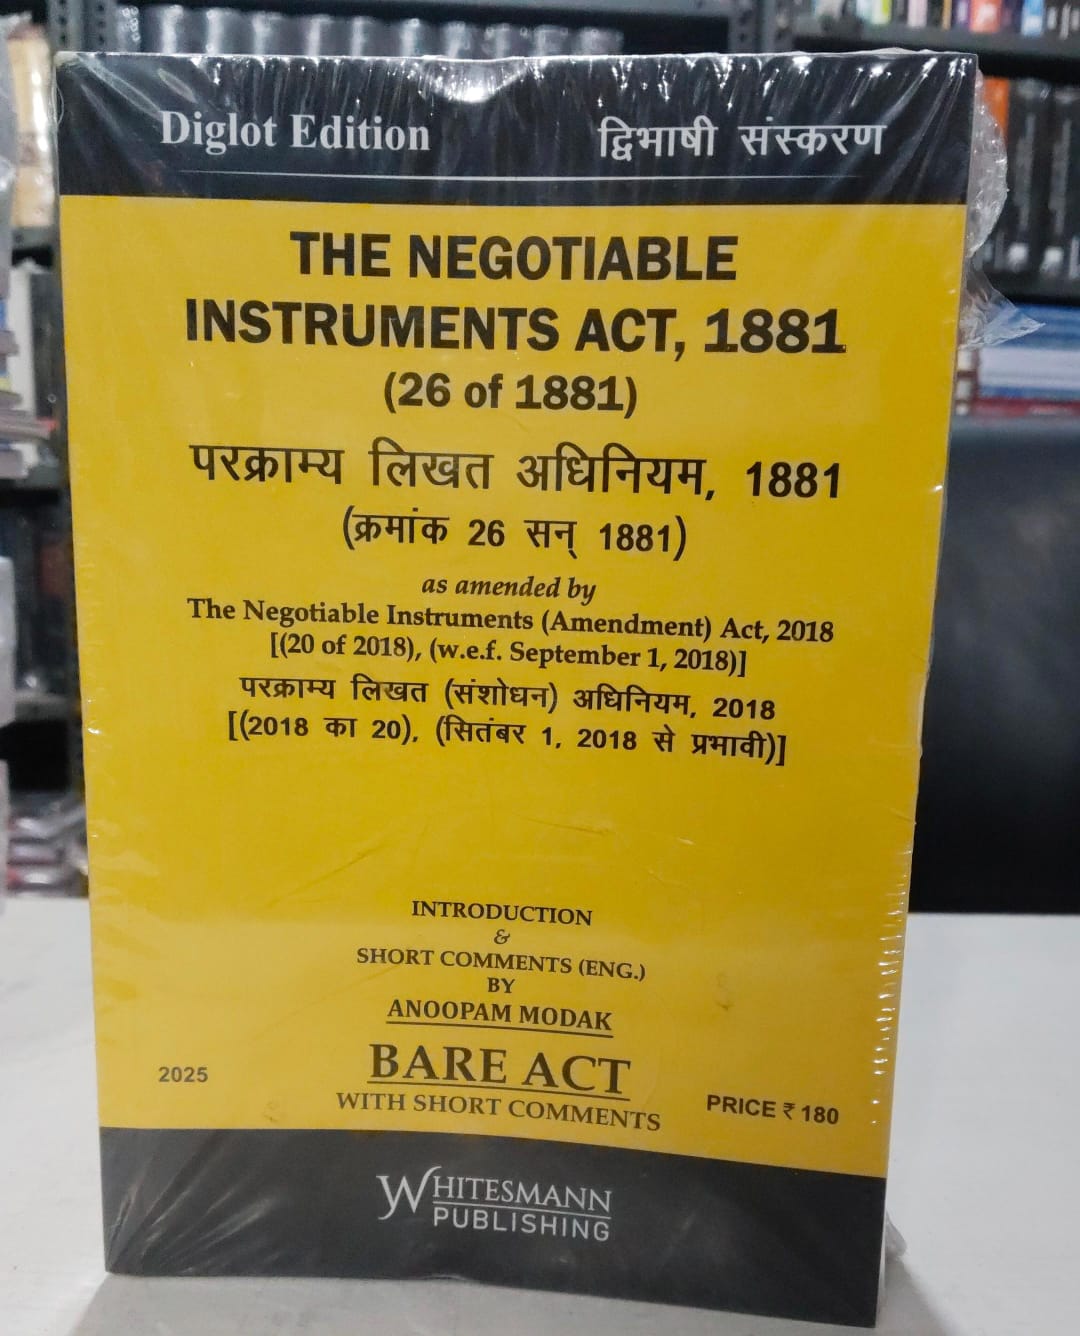 Diglot Edition द्विभाषी संस्करण
THE NEGOTIABLE
INSTRUMENTS ACT, 1881
(26 of 1881)
परक्राम्य लिखत अधिनियम, 1881
(क्रमांक 26 सन् 1881)
as amended by
The Negotiable Instruments (Amendment) Act, 2018
[(20 of 2018), (w.e.f. September 1, 2018)]
परक्राम्य लिखत (संशोधन) अधिनियम, 2018
[(2018 का 20), (सितंबर 1, 2018 से प्रभावी)]
INTRODUCTION
&
SHORT COMMENTS (ENG.)
BY
ANOOPAM MODAK
BARE ACT
WITH SHORT COMMENTS
2025
PRICE ₹ 180
WHITESMANN
PUBLISHING